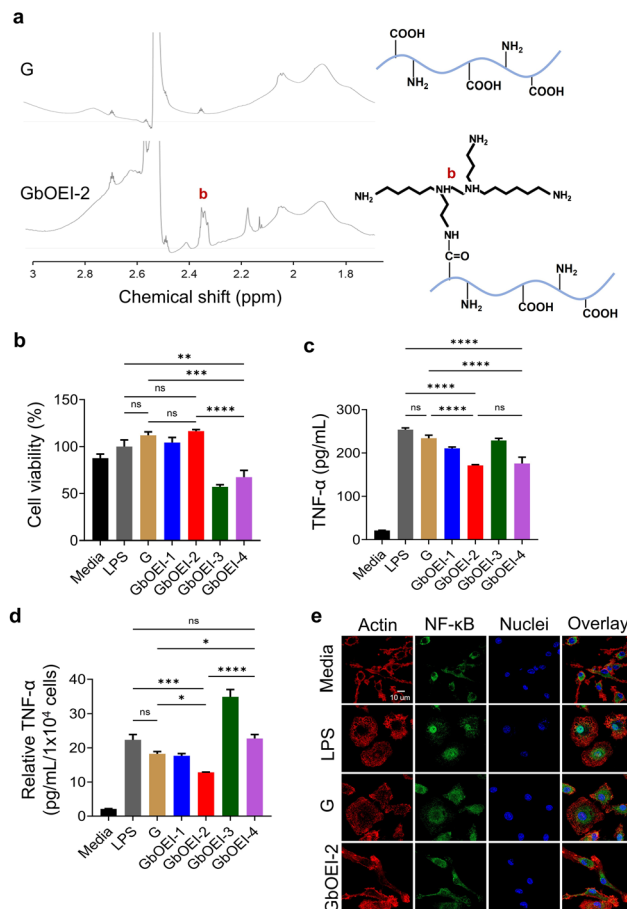 a
G
COOH
NH2
NH2
COOH
COOH
GbOEI-2
b
NH2
b
NH2
NH
NH
NH2
NH
C=O
NH2
NH2
COOH
COOH
3 2.8 2.6 2.4 2.2 2 1.8
Chemical shift (ppm)
b
**
***
ns
ns
ns
****
Cell viability (%)
150
100
50
0
Media
LPS
G
GbOEI-1
GbOEI-2
GbOEI-3
GbOEI-4
c
****
****
****
ns
****
ns
TNF-α (pg/mL)
300
200
100
0
Media
LPS
G
GbOEI-1
GbOEI-2
GbOEI-3
GbOEI-4
d
ns
*
***
****
ns
*
Relative TNF-α
(pg/mL/1x10⁴ cells)
40
30
20
10
0
Media
LPS
G
GbOEI-1
GbOEI-2
GbOEI-3
GbOEI-4
e
Actin NF-κB Nuclei Overlay
Media
10 um
LPS
G
GbOEI-2